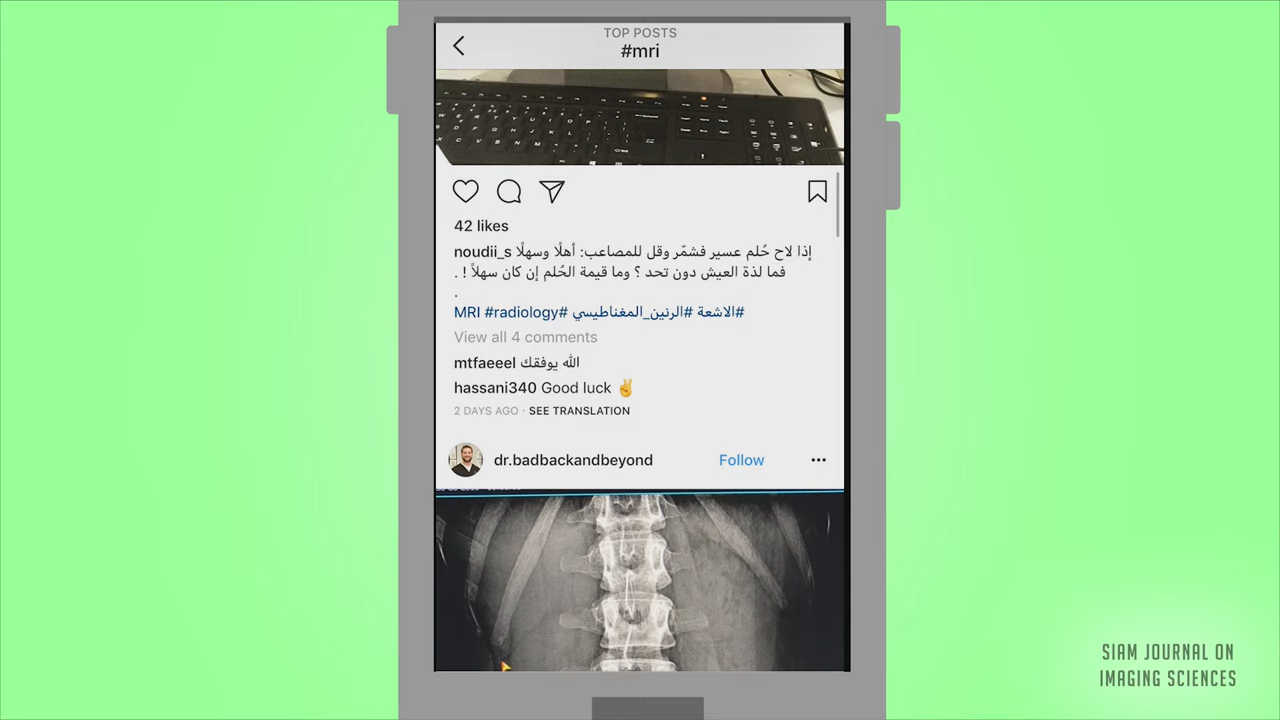 TOP POSTS
#mri
42 likes
noudii_s إذا لاح حُلم عسير فشمّر وقل للمصاعب: أهلًا وسهلًا
فما لذة العيش دون تحد ؟ وما قيمة الحُلم إن كان سهلاً ! .
.
MRI #radiology# الرنين_المغناطيسي# الاشعة#
View all 4 comments
mtfaeeel الله يوفقك
hassani340 Good luck ✌️
2 DAYS AGO · SEE TRANSLATION
dr.badbackandbeyond Follow ...
SIAM JOURNAL ON
IMAGING SCIENCES